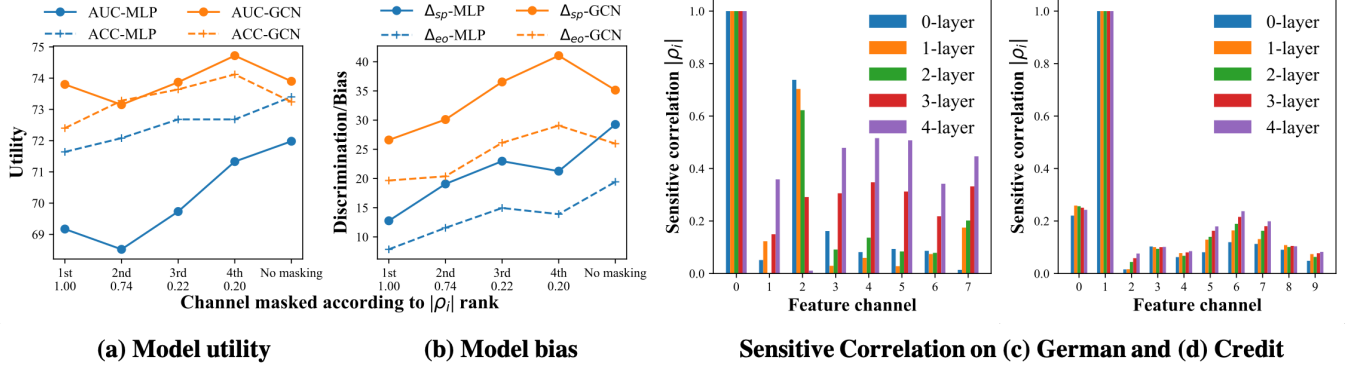 AUC-MLP
ACC-MLP
AUC-GCN
ACC-GCN
75
74
73
72
71
70
69
Utility
1st
1.00
2nd
0.74
3rd
0.22
4th
0.20
No masking
Δsp-MLP
Δeo-MLP
Δsp-GCN
Δeo-GCN
40
35
30
25
20
15
10
Discrimination/Bias
1st
1.00
2nd
0.74
3rd
0.22
4th
0.20
No masking
Channel masked according to |ρi| rank
(a) Model utility
(b) Model bias
1.0
0.8
0.6
0.4
0.2
0.0
Sensitive correlation |ρi|
0-layer
1-layer
2-layer
3-layer
4-layer
0 1 2 3 4 5 6 7
Feature channel
1.0
0.8
0.6
0.4
0.2
0.0
Sensitive correlation |ρi|
0-layer
1-layer
2-layer
3-layer
4-layer
0 1 2 3 4 5 6 7 8 9
Feature channel
Sensitive Correlation on (c) German and (d) Credit